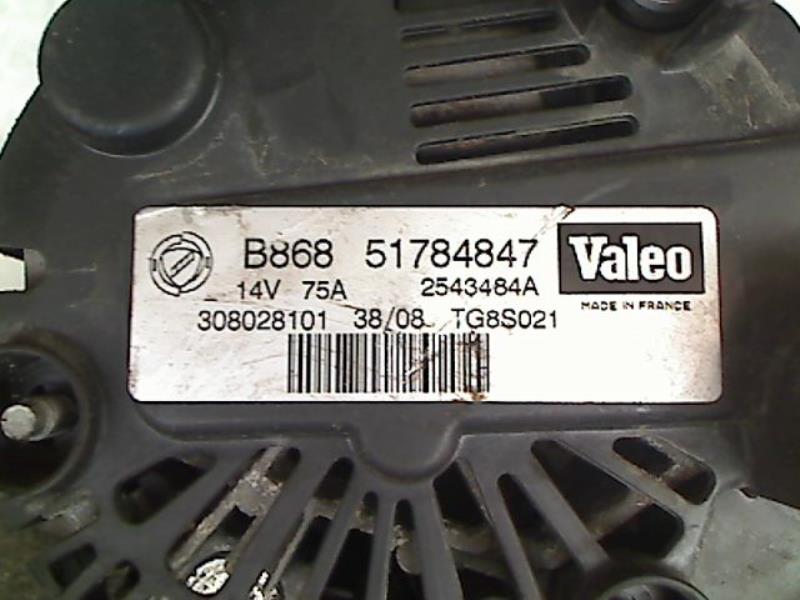 B868 51784847 Valeo
14V 75A 2543484A
MADE IN FRANCE
308028101 38/08 TG8S021